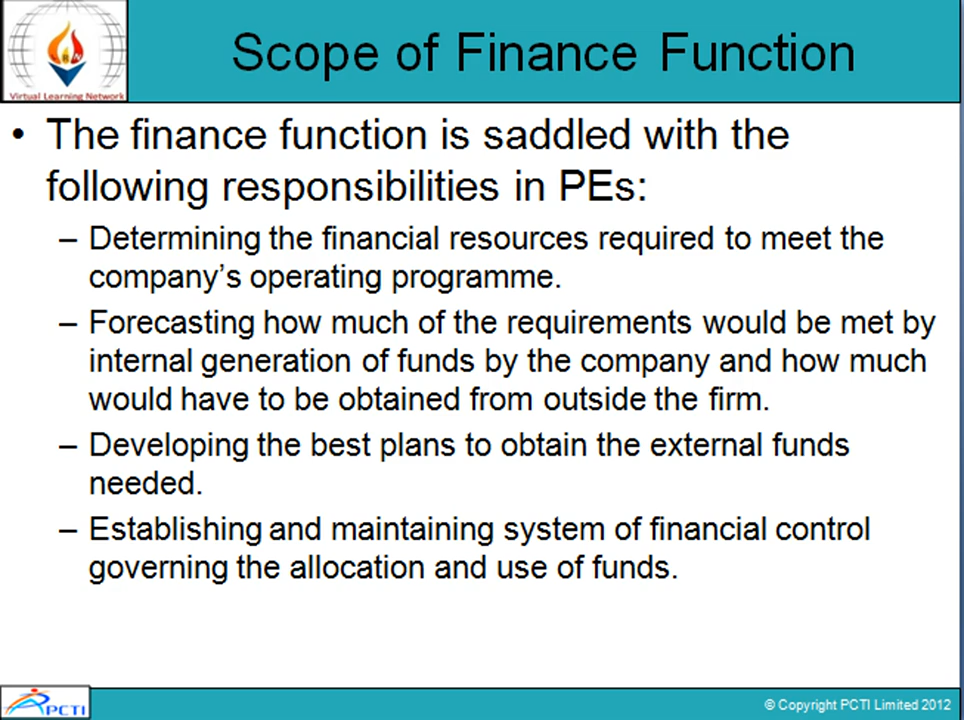 Scope of Finance Function
Virtual Learning Network
• The finance function is saddled with the
following responsibilities in PEs:
– Determining the financial resources required to meet the
company's operating programme.
– Forecasting how much of the requirements would be met by
internal generation of funds by the company and how much
would have to be obtained from outside the firm.
– Developing the best plans to obtain the external funds
needed.
– Establishing and maintaining system of financial control
governing the allocation and use of funds.
PCTI
© Copyright PCTI Limited 2012